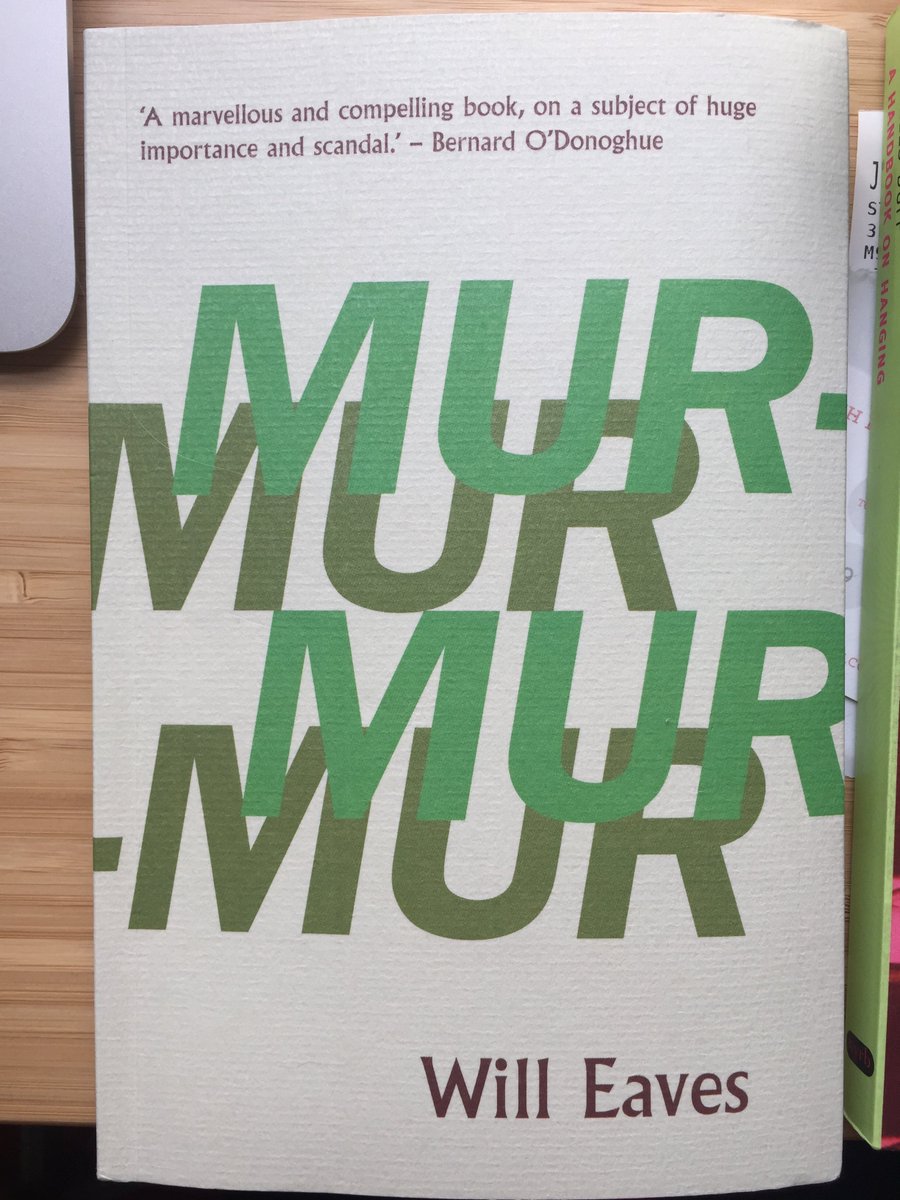 'A marvellous and compelling book, on a subject of huge
importance and scandal.' – Bernard O'Donoghue
MUR-
MUR
MUR
-MUR
Will Eaves
A HANDBOOK ON HANGING